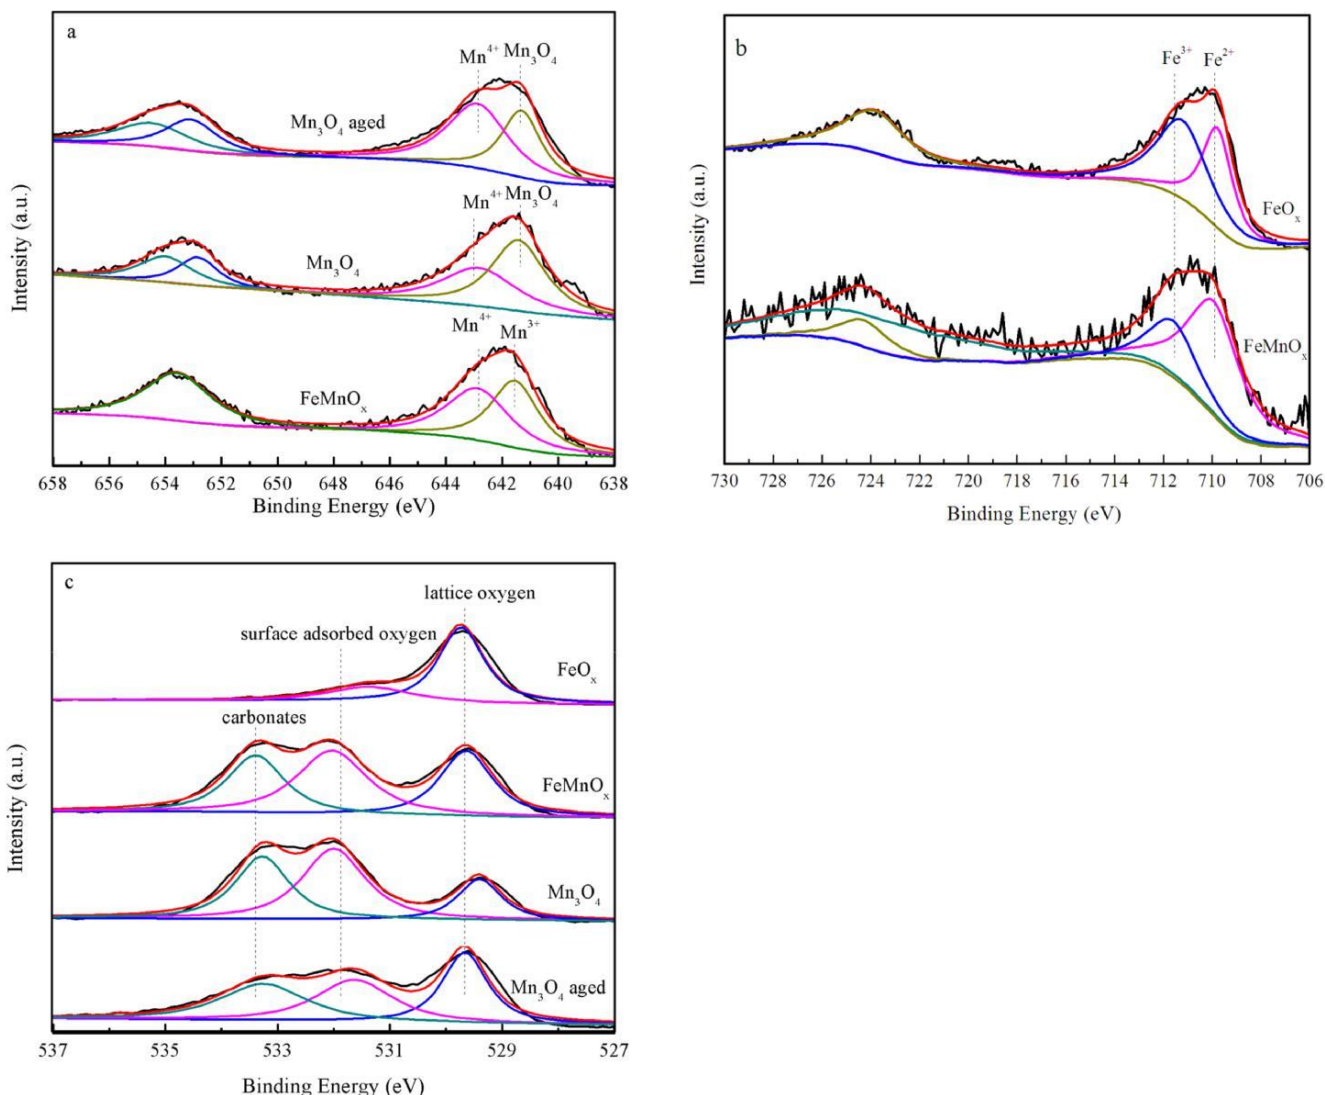 a
Mn⁴⁺ Mn₃O₄
Mn₃O₄ aged
Mn⁴⁺ Mn₃O₄
Mn₃O₄
Mn⁴⁺ Mn³⁺
FeMnOₓ
Intensity (a.u.)
658 656 654 652 650 648 646 644 642 640 638
Binding Energy (eV)
b
Fe³⁺ Fe²⁺
FeOₓ
FeMnOₓ
Intensity (a.u.)
730 728 726 724 722 720 718 716 714 712 710 708 706
Binding Energy (eV)
c
lattice oxygen
surface adsorbed oxygen
FeOₓ
carbonates
FeMnOₓ
Mn₃O₄
Mn₃O₄ aged
Intensity (a.u.)
537 535 533 531 529 527
Binding Energy (eV)